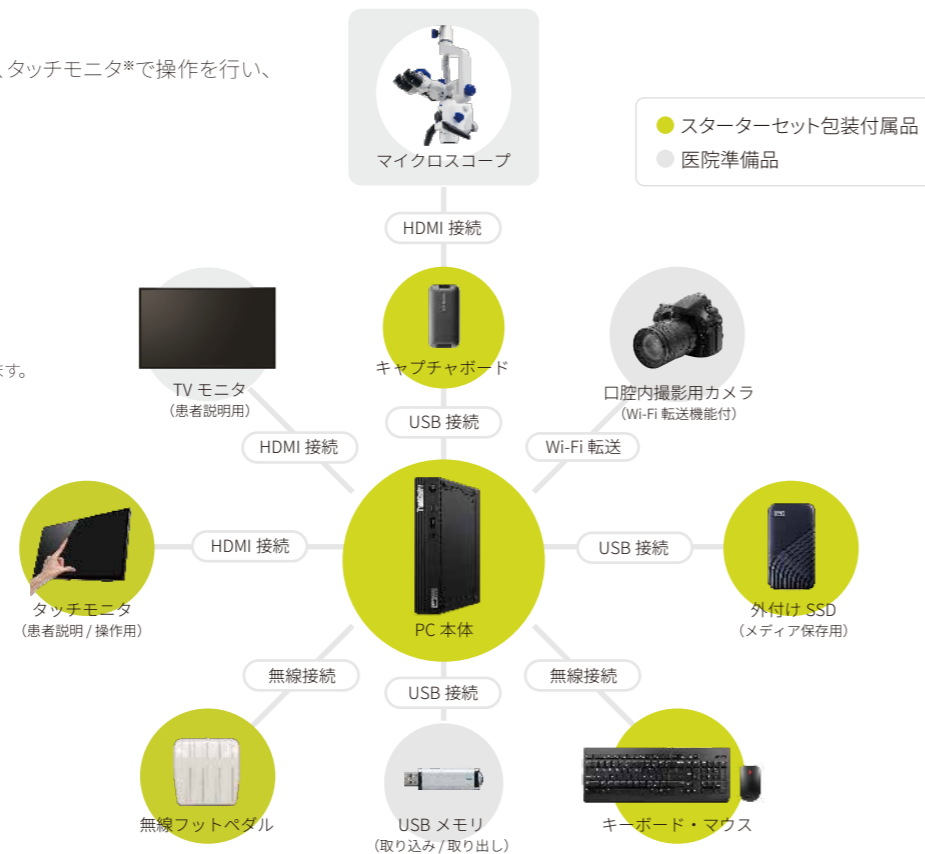 、タッチモニタ※で操作を行い、
マイクロスコープ
スターターセット包装付属品
医院準備品
HDMI 接続
キャプチャボード
TV モニタ
（患者説明用）
ます。
口腔内撮影用カメラ
（Wi-Fi 転送機能付）
USB 接続
HDMI 接続
Wi-Fi 転送
HDMI 接続
USB 接続
タッチモニタ
（患者説明 / 操作用）
PC 本体
外付け SSD
（メディア保存用）
無線接続
USB 接続
無線接続
無線フットペダル
USB メモリ
（取り込み / 取り出し）
キーボード・マウス